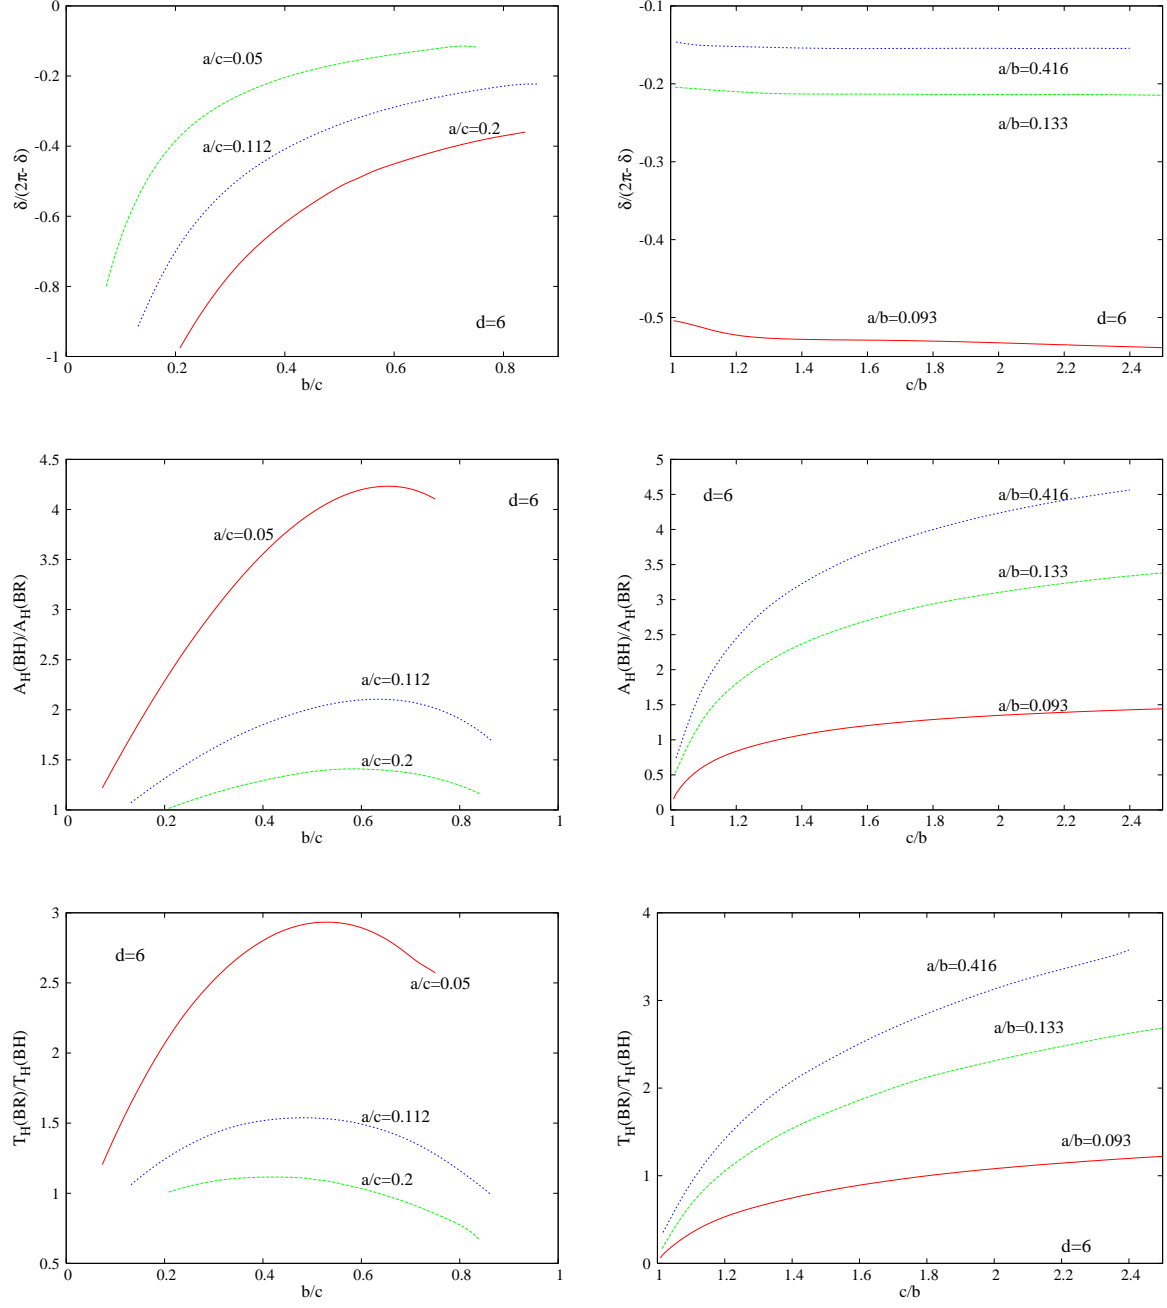 0
-0.2
-0.4
-0.6
-0.8
-1
δ/(2π- δ)
a/c=0.05
a/c=0.112
a/c=0.2
d=6
0 0.2 0.4 0.6 0.8
b/c
-0.1
-0.2
-0.3
-0.4
-0.5
δ/(2π- δ)
a/b=0.416
a/b=0.133
a/b=0.093
d=6
1 1.2 1.4 1.6 1.8 2 2.2 2.4
c/b
4.5
4
3.5
3
2.5
2
1.5
1
A_H(BH)/A_H(BR)
d=6
a/c=0.05
a/c=0.112
a/c=0.2
0 0.2 0.4 0.6 0.8 1
b/c
5
4.5
4
3.5
3
2.5
2
1.5
1
0.5
0
A_H(BH)/A_H(BR)
d=6
a/b=0.416
a/b=0.133
a/b=0.093
1 1.2 1.4 1.6 1.8 2 2.2 2.4
c/b
3
2.5
2
1.5
1
0.5
T_H(BR)/T_H(BH)
d=6
a/c=0.05
a/c=0.112
a/c=0.2
0 0.2 0.4 0.6 0.8 1
b/c
4
3
2
1
0
T_H(BR)/T_H(BH)
a/b=0.416
a/b=0.133
a/b=0.093
d=6
1 1.2 1.4 1.6 1.8 2 2.2 2.4
c/b